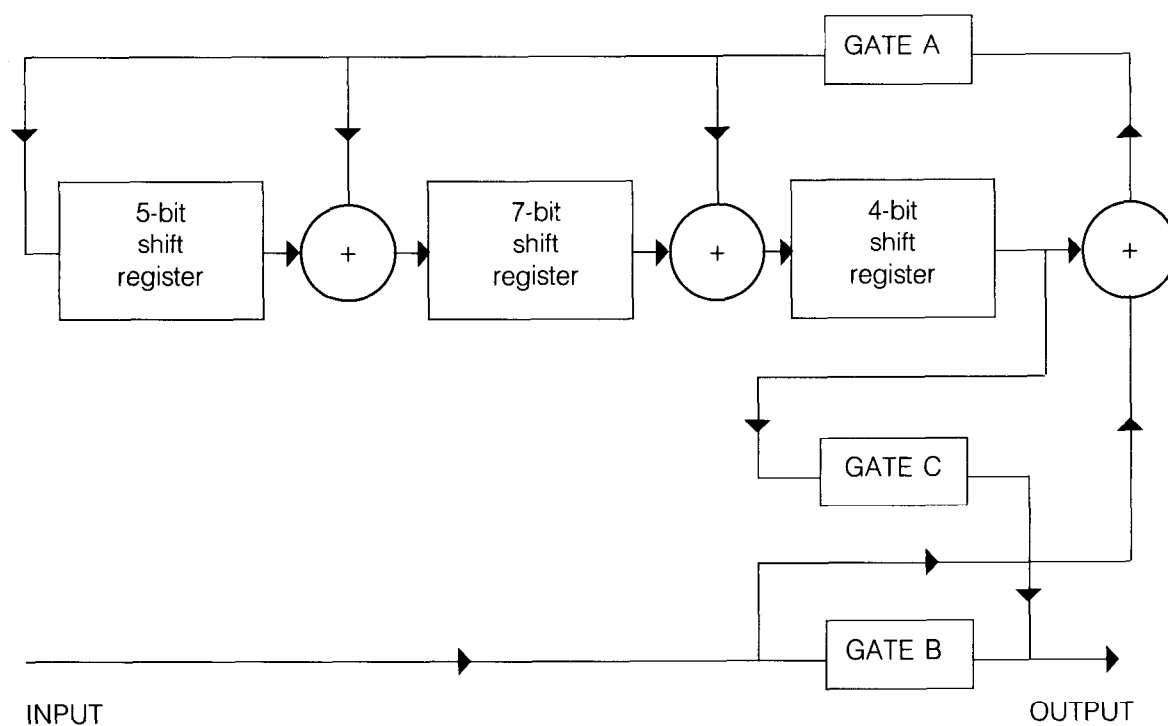 GATE A
5-bit
shift
register
+
7-bit
shift
register
+
4-bit
shift
register
+
GATE C
GATE B
INPUT
OUTPUT